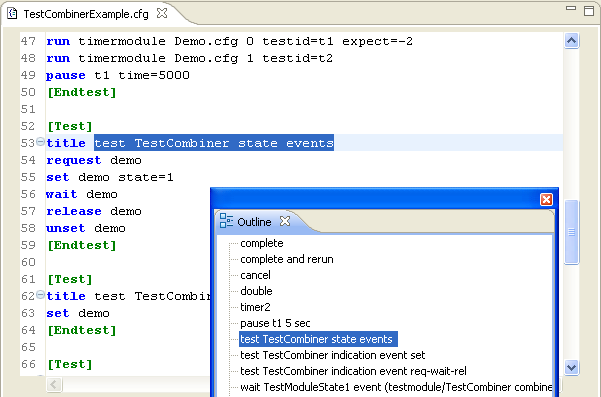 TestCombinerExample.cfg
47 run timermodule Demo.cfg 0 testid=t1 expect=-2
48 run timermodule Demo.cfg 1 testid=t2
49 pause t1 time=5000
50 [Endtest]
51
52 [Test]
53 title test TestCombiner state events
54 request demo
55 set demo state=1
56 wait demo
57 release demo
58 unset demo
59 [Endtest]
60
61 [Test]
62 title test TestCombin
63 set demo
64 [Endtest]
65
66 [Test]
Outline
complete
complete and rerun
cancel
double
timer2
pause t1 5 sec
test TestCombiner state events
test TestCombiner indication event set
test TestCombiner indication event req-wait-rel
wait TestModuleState1 event (testmodule/TestCombiner combine